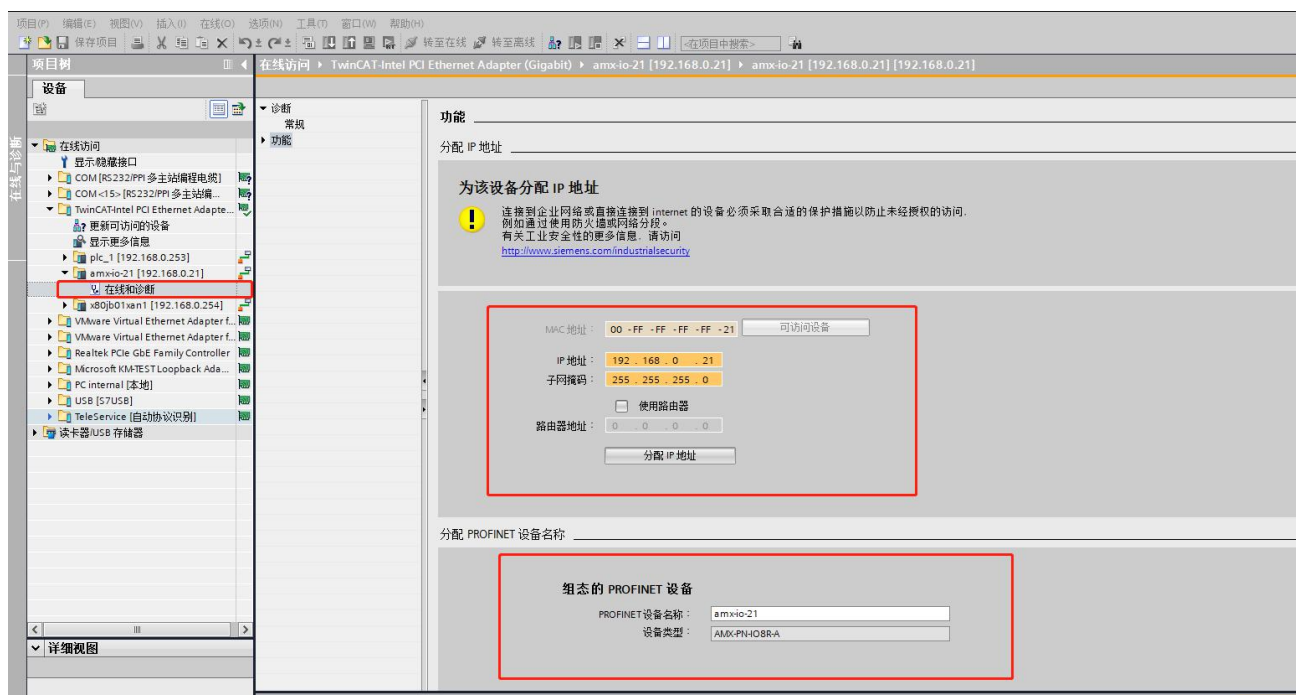 项目(P) 编辑(E) 视图(V) 插入(I) 在线(O) 选项(N) 工具(T) 窗口(W) 帮助(H)
保存项目 转至在线 转至离线 <在项目中搜索>
项目树
在线访问 ▸ TwinCAT-Intel PCI Ethernet Adapter (Gigabit) ▸ amx-io-21 [192.168.0.21] ▸ amx-io-21 [192.168.0.21] [192.168.0.21]
设备
在线与诊断
在线访问
显示/隐藏接口
COM [RS232/PPI 多主站编程电缆]
COM <15> [RS232/PPI 多主站编...
TwinCAT-Intel PCI Ethernet Adapte...
更新可访问的设备
显示更多信息
plc_1 [192.168.0.253]
amx-io-21 [192.168.0.21]
在线和诊断
x80jb01xan1 [192.168.0.254]
VMware Virtual Ethernet Adapter f...
VMware Virtual Ethernet Adapter f...
Realtek PCIe GbE Family Controller
Microsoft KM-TEST Loopback Ada...
PC internal [本地]
USB [S7USB]
TeleService [自动协议识别]
读卡器/USB 存储器
详细视图
诊断
常规
功能
功能
分配 IP 地址
为该设备分配 IP 地址
连接到企业网络或直接连接到 internet 的设备必须采取合适的保护措施以防止未经授权的访问.
例如通过使用防火墙或网络分段。
有关工业安全性的更多信息, 请访问
http://www.siemens.com/industrialsecurity
MAC 地址： 00 -FF -FF -FF -FF -21 可访问设备
IP 地址： 192 . 168 . 0 . 21
子网掩码： 255 . 255 . 255 . 0
使用路由器
路由器地址： 0 . 0 . 0 . 0
分配 IP 地址
分配 PROFINET 设备名称
组态的 PROFINET 设备
PROFINET设备名称： amx-io-21
设备类型： AMX-PN-IO8R-A